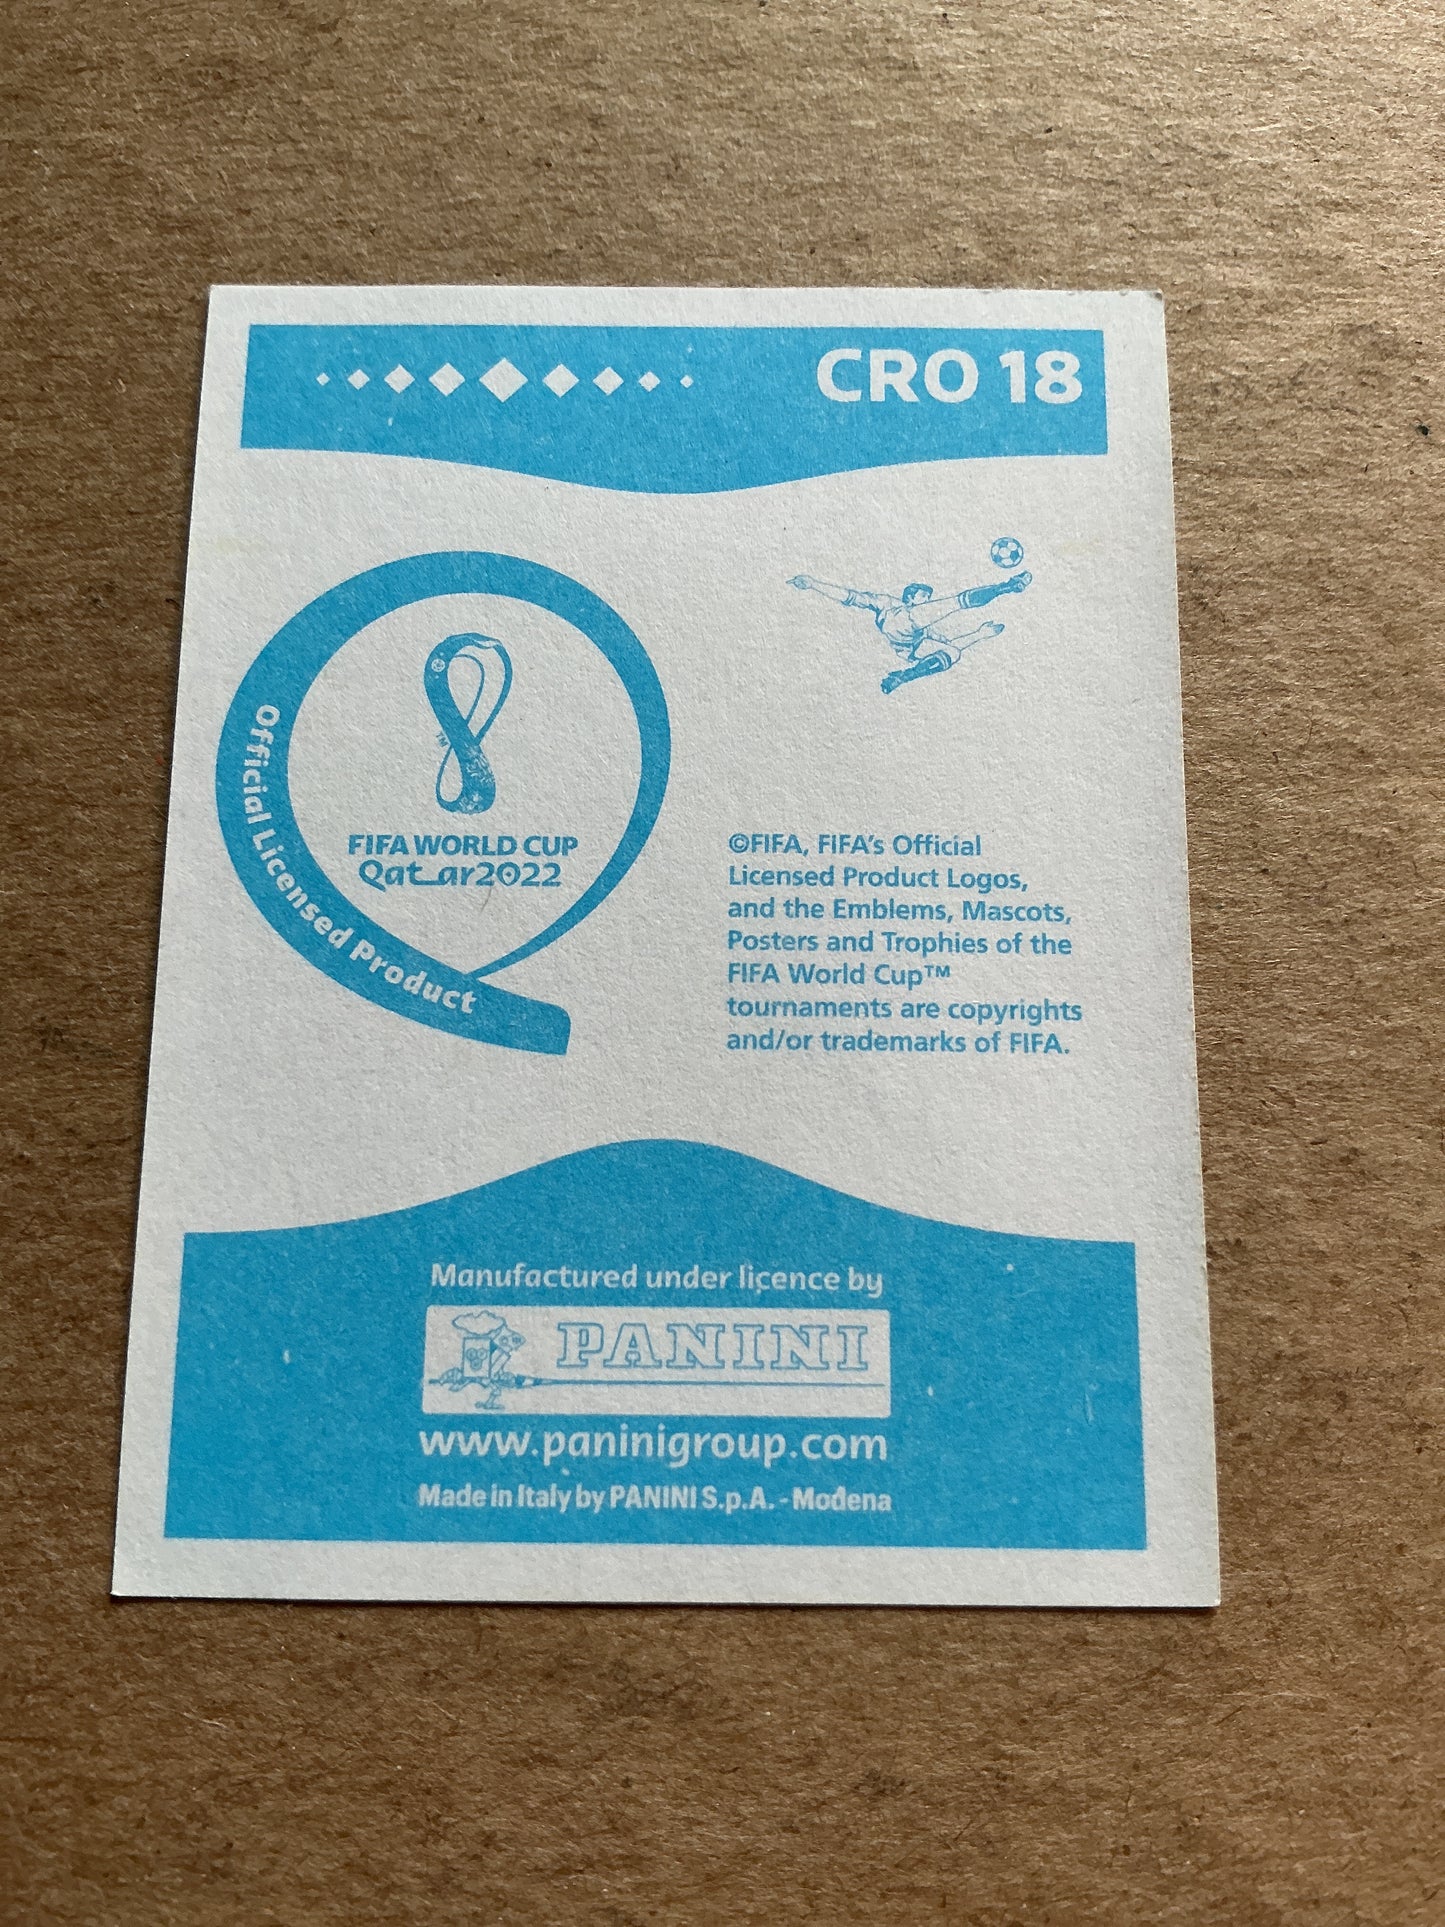 CRO 18
Official Licensed Product
™
FIFA WORLD CUP
Qatar2022
©FIFA, FIFA's Official
Licensed Product Logos,
and the Emblems, Mascots,
Posters and Trophies of the
FIFA World Cup™
tournaments are copyrights
and/or trademarks of FIFA.
Manufactured under licence by
PANINI
www.paninigroup.com
Made in Italy by PANINI S.p.A. - Modena